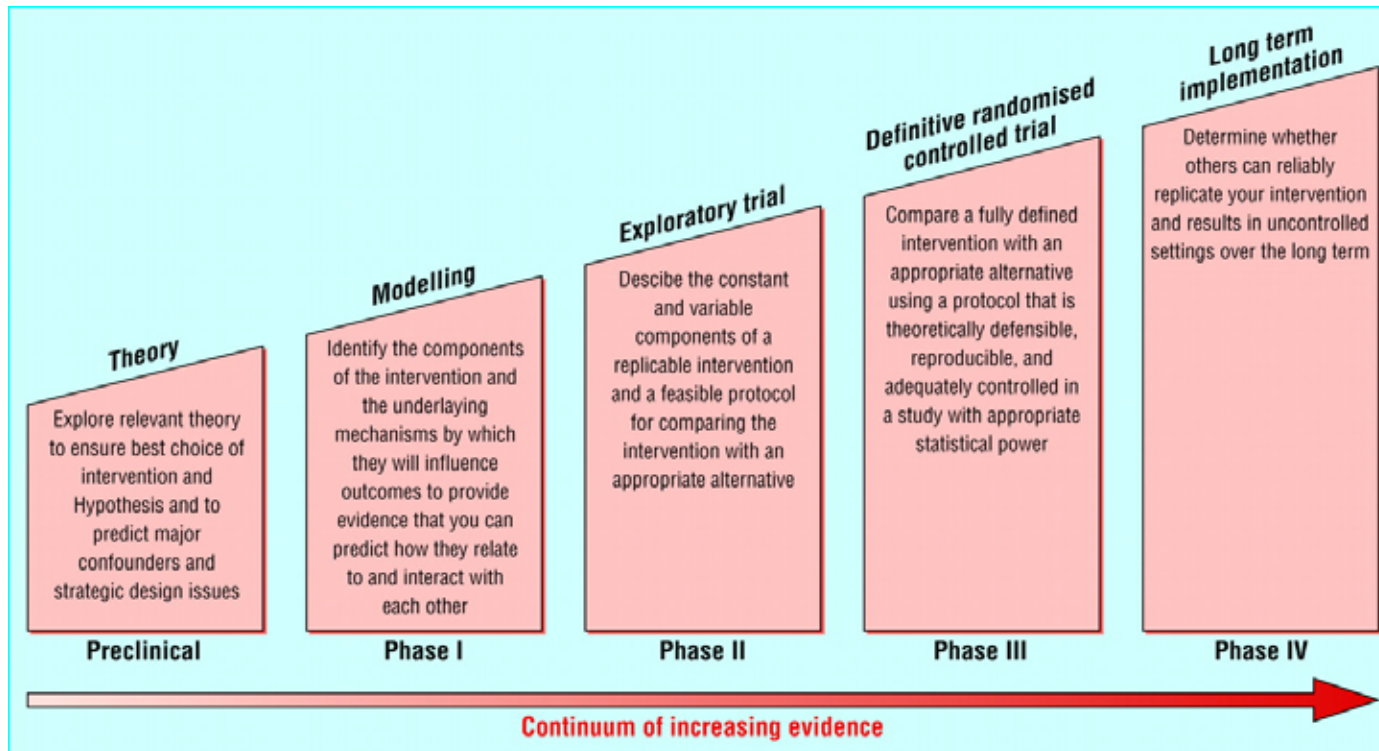 Theory
Explore relevant theory
to ensure best choice of
intervention and
Hypothesis and to
predict major
confounders and
strategic design issues
Preclinical
Modelling
Identify the components
of the intervention and
the underlaying
mechanisms by which
they will influence
outcomes to provide
evidence that you can
predict how they relate
to and interact with
each other
Phase I
Exploratory trial
Descibe the constant
and variable
components of a
replicable intervention
and a feasible protocol
for comparing the
intervention with an
appropriate alternative
Phase II
Definitive randomised
controlled trial
Compare a fully defined
intervention with an
appropriate alternative
using a protocol that is
theoretically defensible,
reproducible, and
adequately controlled in
a study with appropriate
statistical power
Phase III
Long term
implementation
Determine whether
others can reliably
replicate your intervention
and results in uncontrolled
settings over the long term
Phase IV
Continuum of increasing evidence